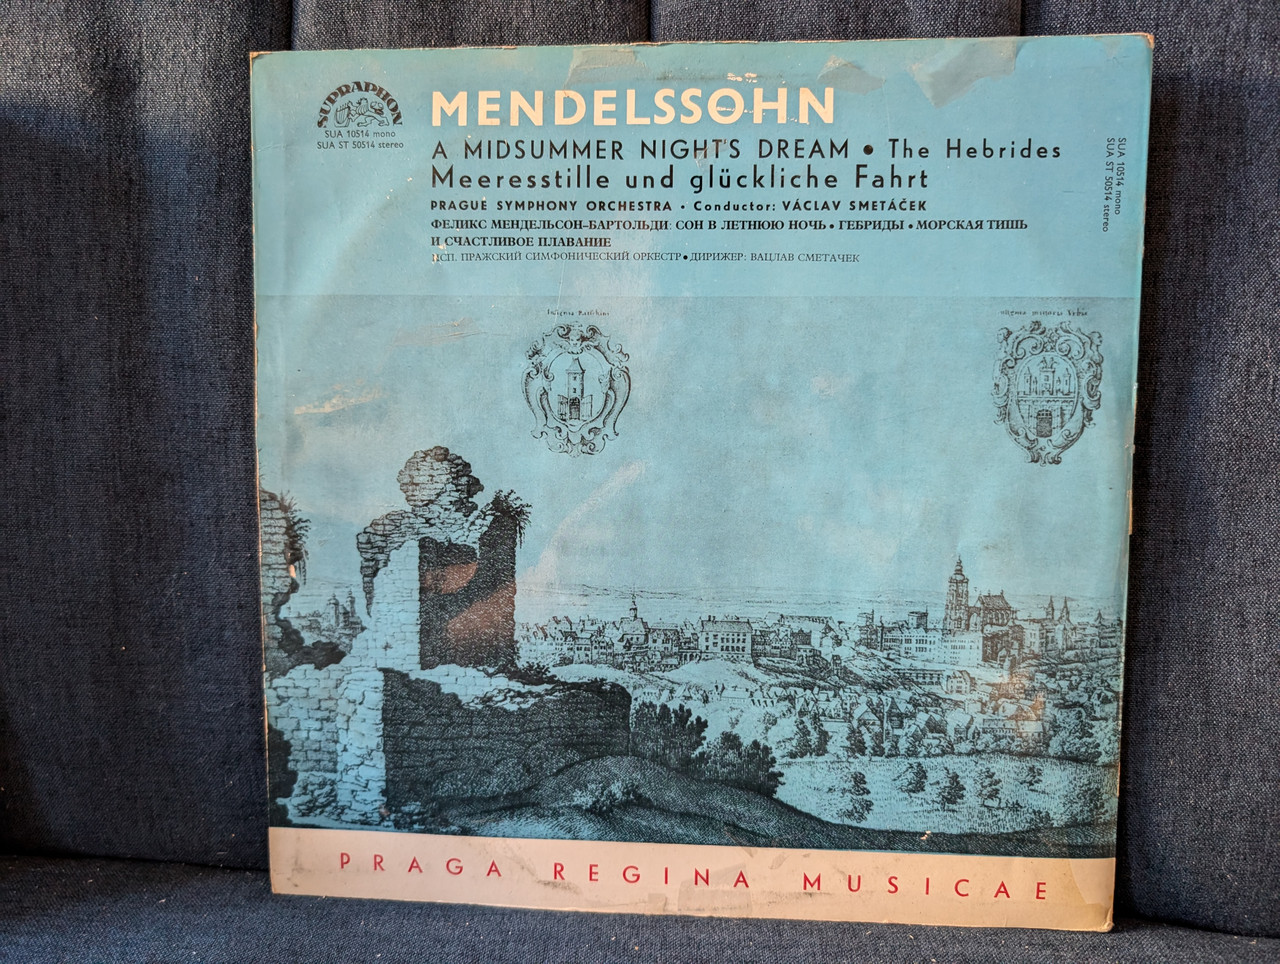 SUPRAPHON
SUA 10514 mono
SUA ST 50514 stereo
MENDELSSOHN
A MIDSUMMER NIGHT'S DREAM • The Hebrides
Meeresstille und glückliche Fahrt
PRAGUE SYMPHONY ORCHESTRA • Conductor: VÁCLAV SMETÁČEK
ФЕЛИКС МЕНДЕЛЬСОН-БАРТОЛЬДИ: СОН В ЛЕТНЮЮ НОЧЬ • ГЕБРИДЫ • МОРСКАЯ ТИШЬ
И СЧАСТЛИВОЕ ПЛАВАНИЕ
ИСП. ПРАЖСКИЙ СИМФОНИЧЕСКИЙ ОРКЕСТР • ДИРИЖЕР: ВАЦЛАВ СМЕТАЧЕК
SUA 10514 mono
SUA ST 50514 stereo
PRAGA REGINA MUSICAE